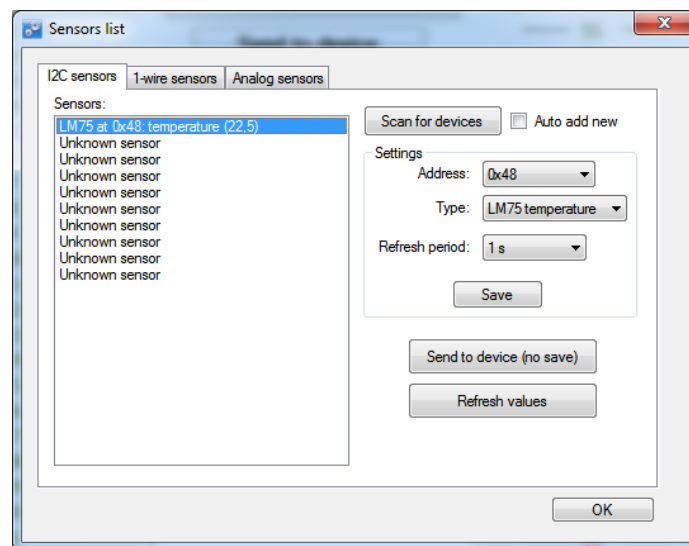 Sensors list
I2C sensors
1-wire sensors
Analog sensors
Sensors:
LM75 at 0x48: temperature (22,5)
Unknown sensor
Unknown sensor
Unknown sensor
Unknown sensor
Unknown sensor
Unknown sensor
Unknown sensor
Unknown sensor
Unknown sensor
Scan for devices
Auto add new
Settings
Address: 0x48
Type: LM75 temperature
Refresh period: 1 s
Save
Send to device (no save)
Refresh values
OK